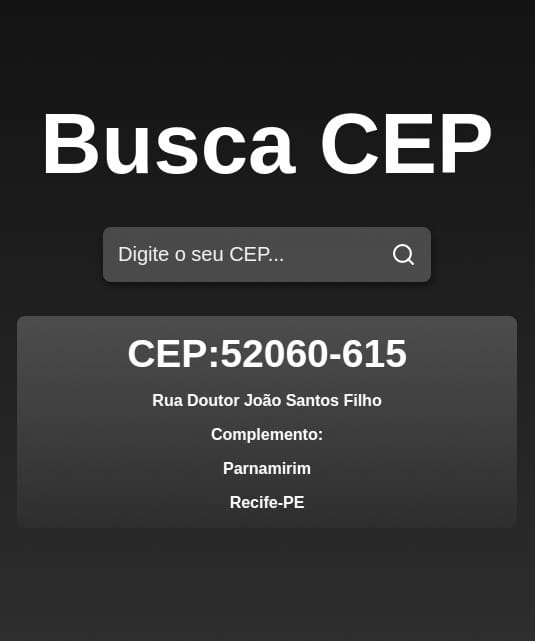 Busca CEP
Digite o seu CEP...
CEP:52060-615
Rua Doutor João Santos Filho
Complemento:
Parnamirim
Recife-PE